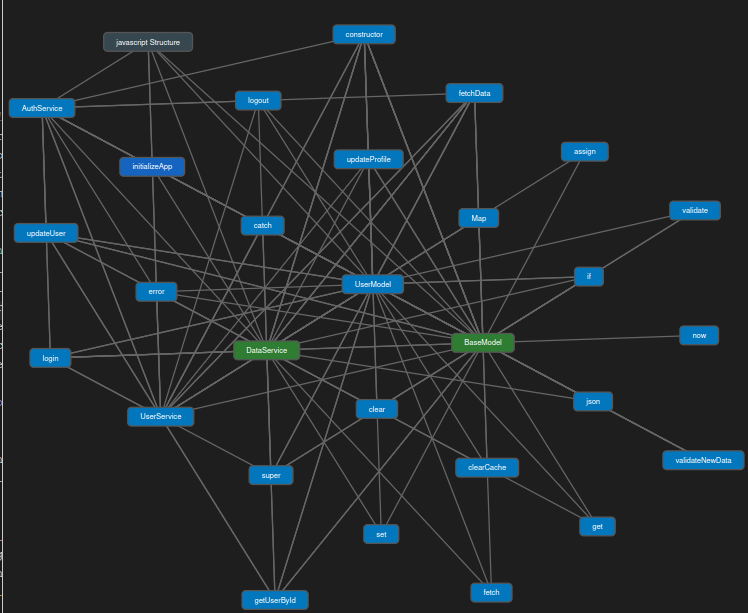 constructor
javascript Structure
fetchData
logout
AuthService
assign
updateProfile
initializeApp
validate
Map
catch
updateUser
if
UserModel
error
now
BaseModel
DataService
login
json
clear
UserService
validateNewData
clearCache
super
get
set
fetch
getUserById